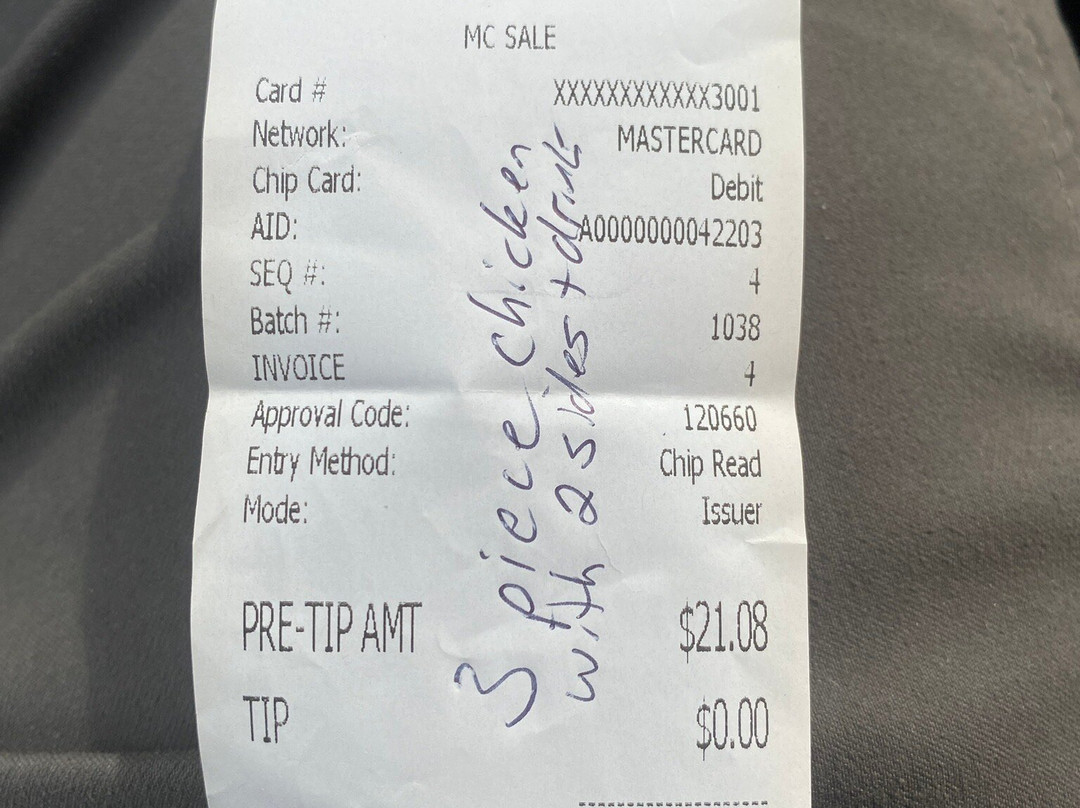 MC SALE
Card # XXXXXXXXXXXX3001
Network: MASTERCARD
Chip Card: Debit
AID: A0000000042203
SEQ #: 4
Batch #: 1038
INVOICE 4
Approval Code: 120660
Entry Method: Chip Read
Mode: Issuer
PRE-TIP AMT $21.08
TIP $0.00
3 piece chicken
with 2 sides + drink